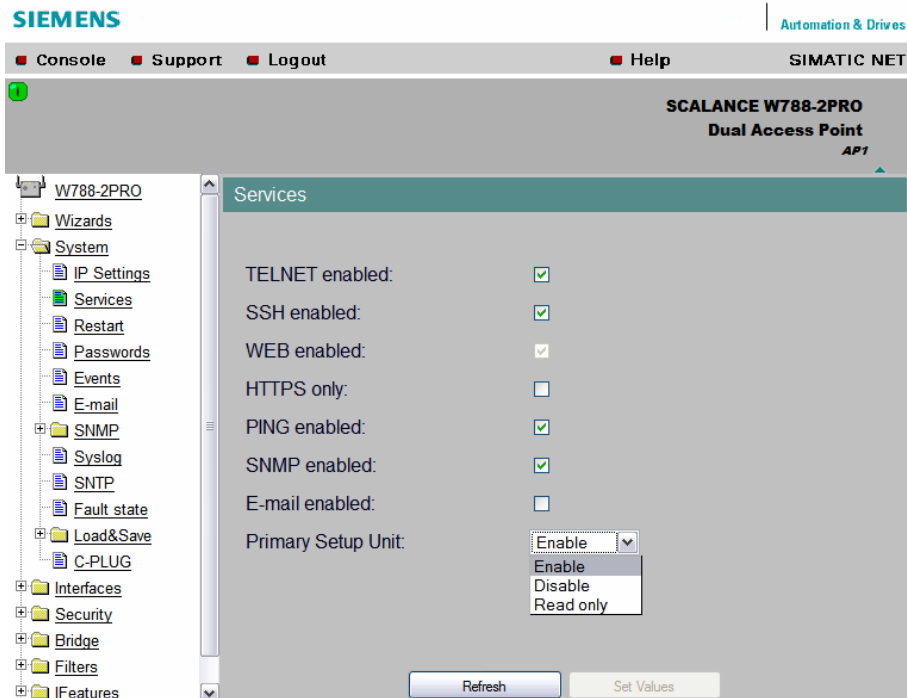 SIEMENS
Automation & Drives
Console Support Logout Help SIMATIC NET
SCALANCE W788-2PRO
Dual Access Point
AP1
W788-2PRO
Wizards
System
IP Settings
Services
Restart
Passwords
Events
E-mail
SNMP
Syslog
SNTP
Fault state
Load&Save
C-PLUG
Interfaces
Security
Bridge
Filters
IFeatures
Services
TELNET enabled:
SSH enabled:
WEB enabled:
HTTPS only:
PING enabled:
SNMP enabled:
E-mail enabled:
Primary Setup Unit: Enable
Enable
Disable
Read only
Refresh Set Values